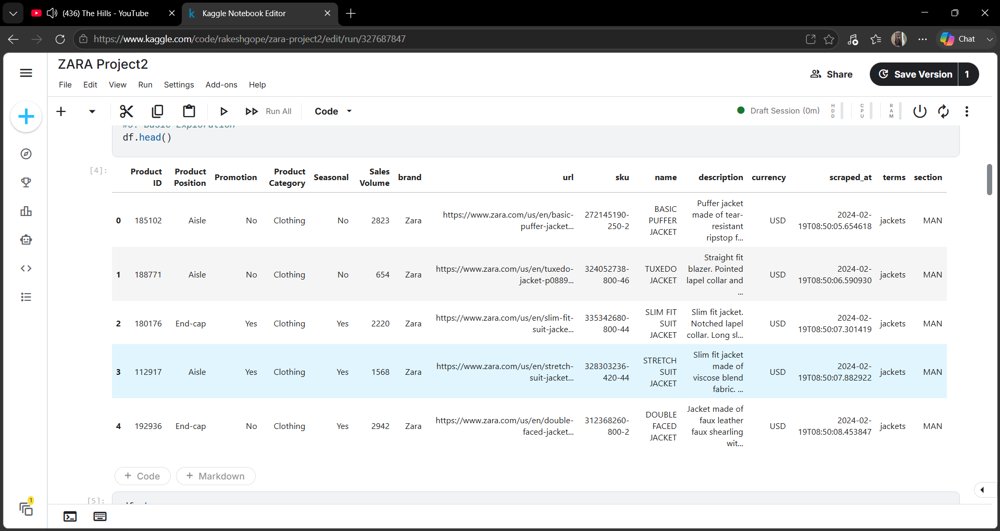 (436) The Hills - YouTube
Kaggle Notebook Editor
https://www.kaggle.com/code/rakeshgope/zara-project2/edit/run/327687847
Chat
ZARA Project2
File Edit View Run Settings Add-ons Help
Share
Save Version 1
Run All
Code
Draft Session (0m)
HDD
CPU
RAM
#3. Basic Exploration
df.head()
[4]:
Product ID Product Position Promotion Product Category Seasonal Sales Volume brand url sku name description currency scraped_at terms section
0 185102 Aisle No Clothing No 2823 Zara https://www.zara.com/us/en/basic-puffer-jacket... 272145190-250-2 BASIC PUFFER JACKET Puffer jacket made of tear-resistant ripstop f... USD 2024-02-19T08:50:05.654618 jackets MAN
1 188771 Aisle No Clothing No 654 Zara https://www.zara.com/us/en/tuxedo-jacket-p0889... 324052738-800-46 TUXEDO JACKET Straight fit blazer. Pointed lapel collar and ... USD 2024-02-19T08:50:06.590930 jackets MAN
2 180176 End-cap Yes Clothing Yes 2220 Zara https://www.zara.com/us/en/slim-fit-suit-jacke... 335342680-800-44 SLIM FIT SUIT JACKET Slim fit jacket. Notched lapel collar. Long sl... USD 2024-02-19T08:50:07.301419 jackets MAN
3 112917 Aisle Yes Clothing Yes 1568 Zara https://www.zara.com/us/en/stretch-suit-jacket... 328303236-420-44 STRETCH SUIT JACKET Slim fit jacket made of viscose blend fabric. ... USD 2024-02-19T08:50:07.882922 jackets MAN
4 192936 End-cap No Clothing Yes 2942 Zara https://www.zara.com/us/en/double-faced-jacket... 312368260-800-2 DOUBLE FACED JACKET Jacket made of faux leather faux shearling wit... USD 2024-02-19T08:50:08.453847 jackets MAN
+ Code + Markdown
[5]:
1